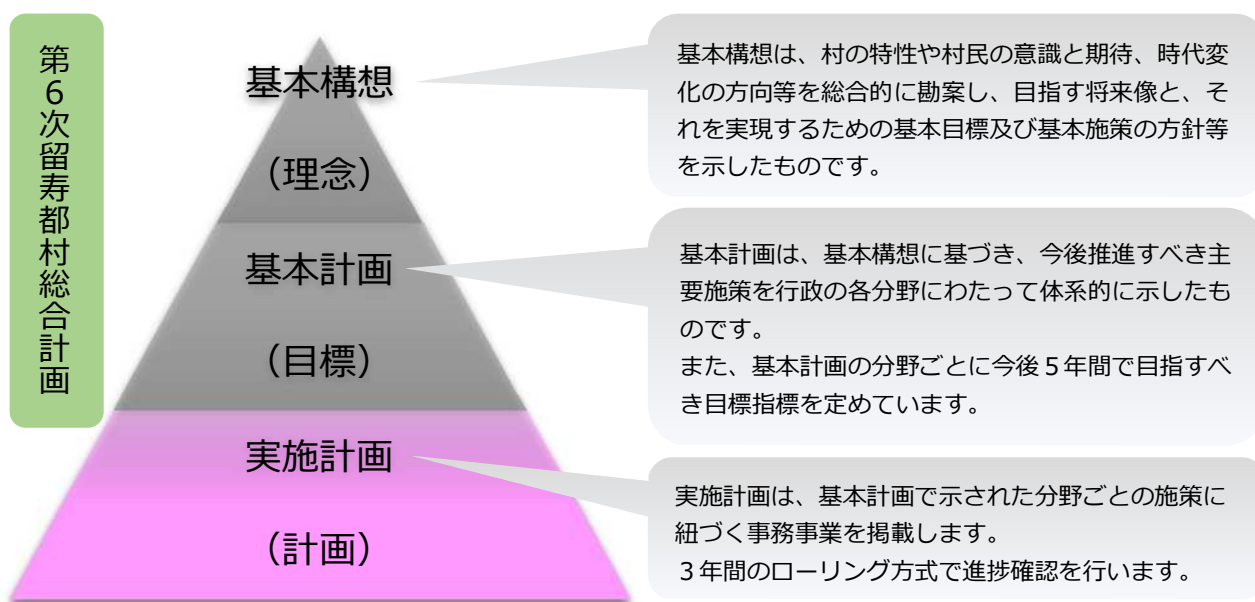 第6次留寿都村総合計画
基本構想
（理念）
基本構想は、村の特性や村民の意識と期待、時代変
化の方向等を総合的に勘案し、目指す将来像と、そ
れを実現するための基本目標及び基本施策の方針等
を示したものです。
基本計画
（目標）
基本計画は、基本構想に基づき、今後推進すべき主
要施策を行政の各分野にわたって体系的に示したも
のです。
また、基本計画の分野ごとに今後５年間で目指すべ
き目標指標を定めています。
実施計画
（計画）
実施計画は、基本計画で示された分野ごとの施策に
紐づく事務事業を掲載します。
３年間のローリング方式で進捗確認を行います。